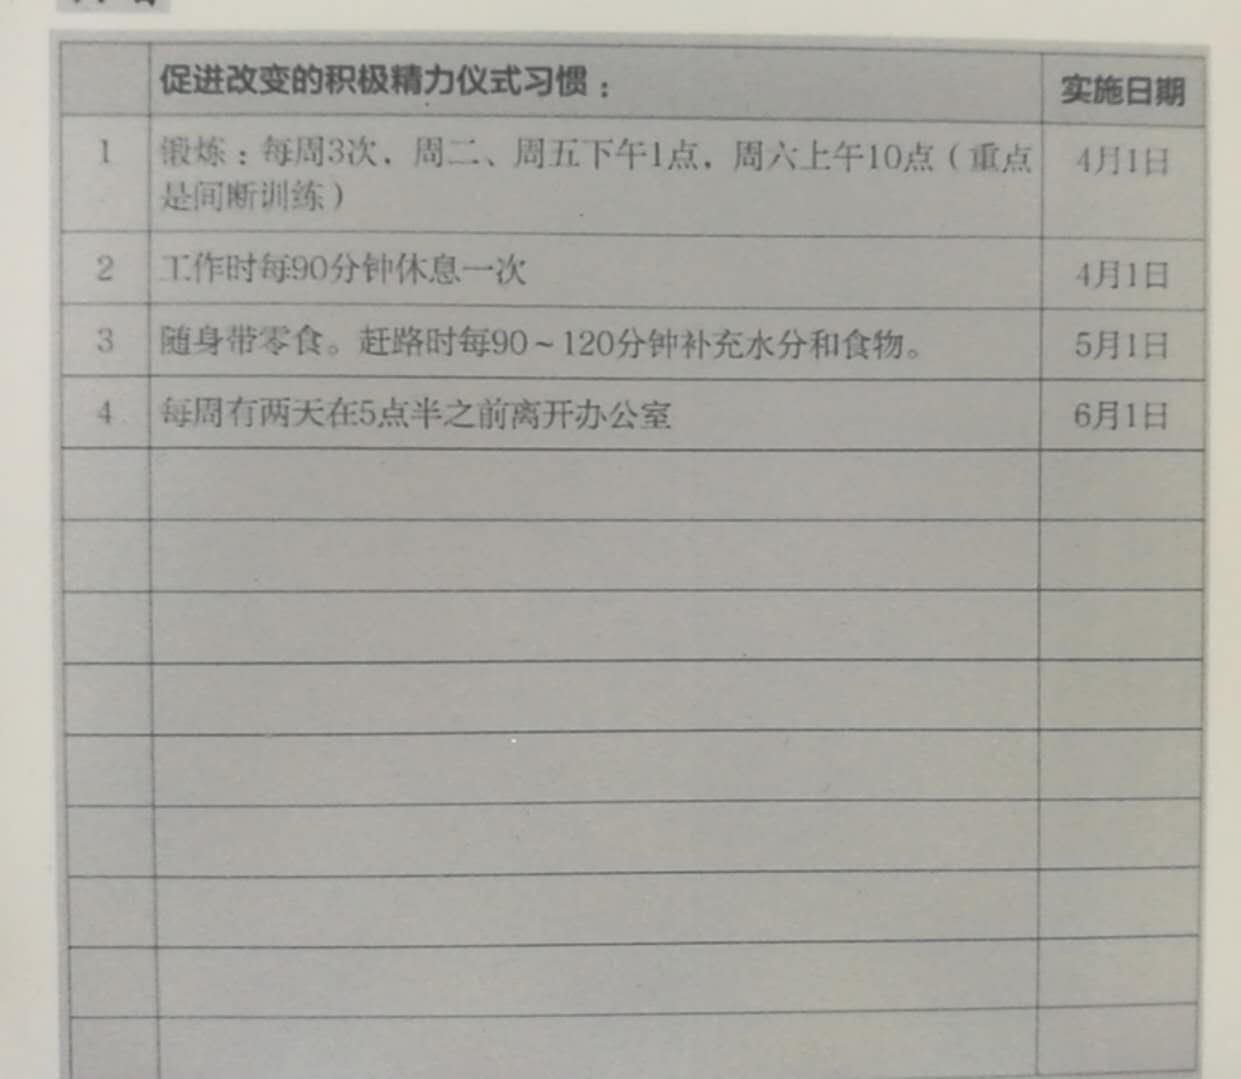 促进改变的积极精力仪式习惯： 实施日期
1 锻炼：每周3次，周二、周五下午1点，周六上午10点（重点 4月1日
是间断训练）
2 工作时每90分钟休息一次 4月1日
3 随身带零食。赶路时每90～120分钟补充水分和食物。 5月1日
4 每周有两天在5点半之前离开办公室 6月1日